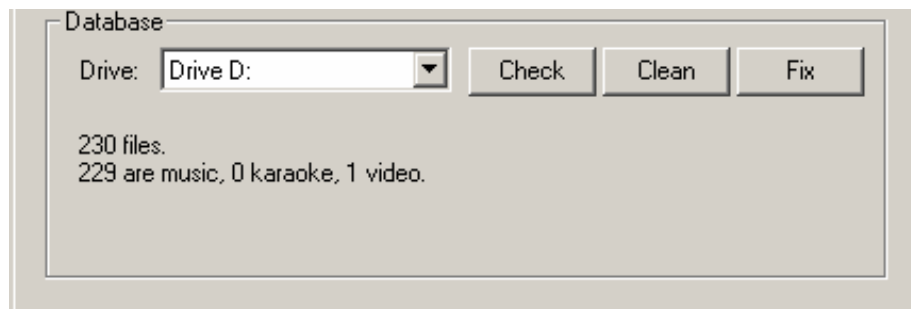 Database
Drive: Drive D: Check Clean Fix
230 files.
229 are music, 0 karaoke, 1 video.